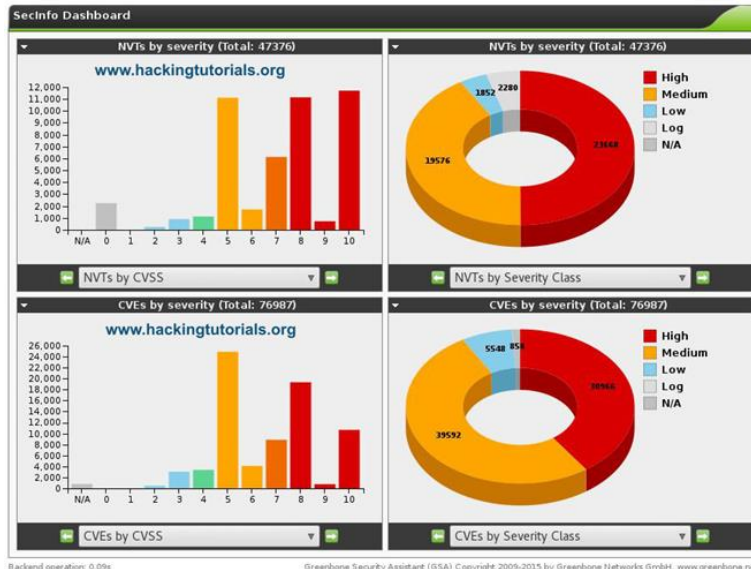 SecInfo Dashboard
NVTs by severity (Total: 47376)
www.hackingtutorials.org
12,000
11,000
10,000
9,000
8,000
7,000
6,000
5,000
4,000
3,000
2,000
1,000
0
N/A 0 1 2 3 4 5 6 7 8 9 10
NVTs by CVSS
NVTs by severity (Total: 47376)
1852
2280
19576
23668
High
Medium
Low
Log
N/A
NVTs by Severity Class
CVEs by severity (Total: 76987)
www.hackingtutorials.org
26,000
24,000
22,000
20,000
18,000
16,000
14,000
12,000
10,000
8,000
6,000
4,000
2,000
0
N/A 0 1 2 3 4 5 6 7 8 9 10
CVEs by CVSS
CVEs by severity (Total: 76987)
5548
858
39592
High
Medium
Low
Log
N/A
CVEs by Severity Class
Backend operation: 0.09s
Greenbone Security Assistant (GSA) Copyright 2009-2015 by Greenbone Networks GmbH, www.greenbone.ne